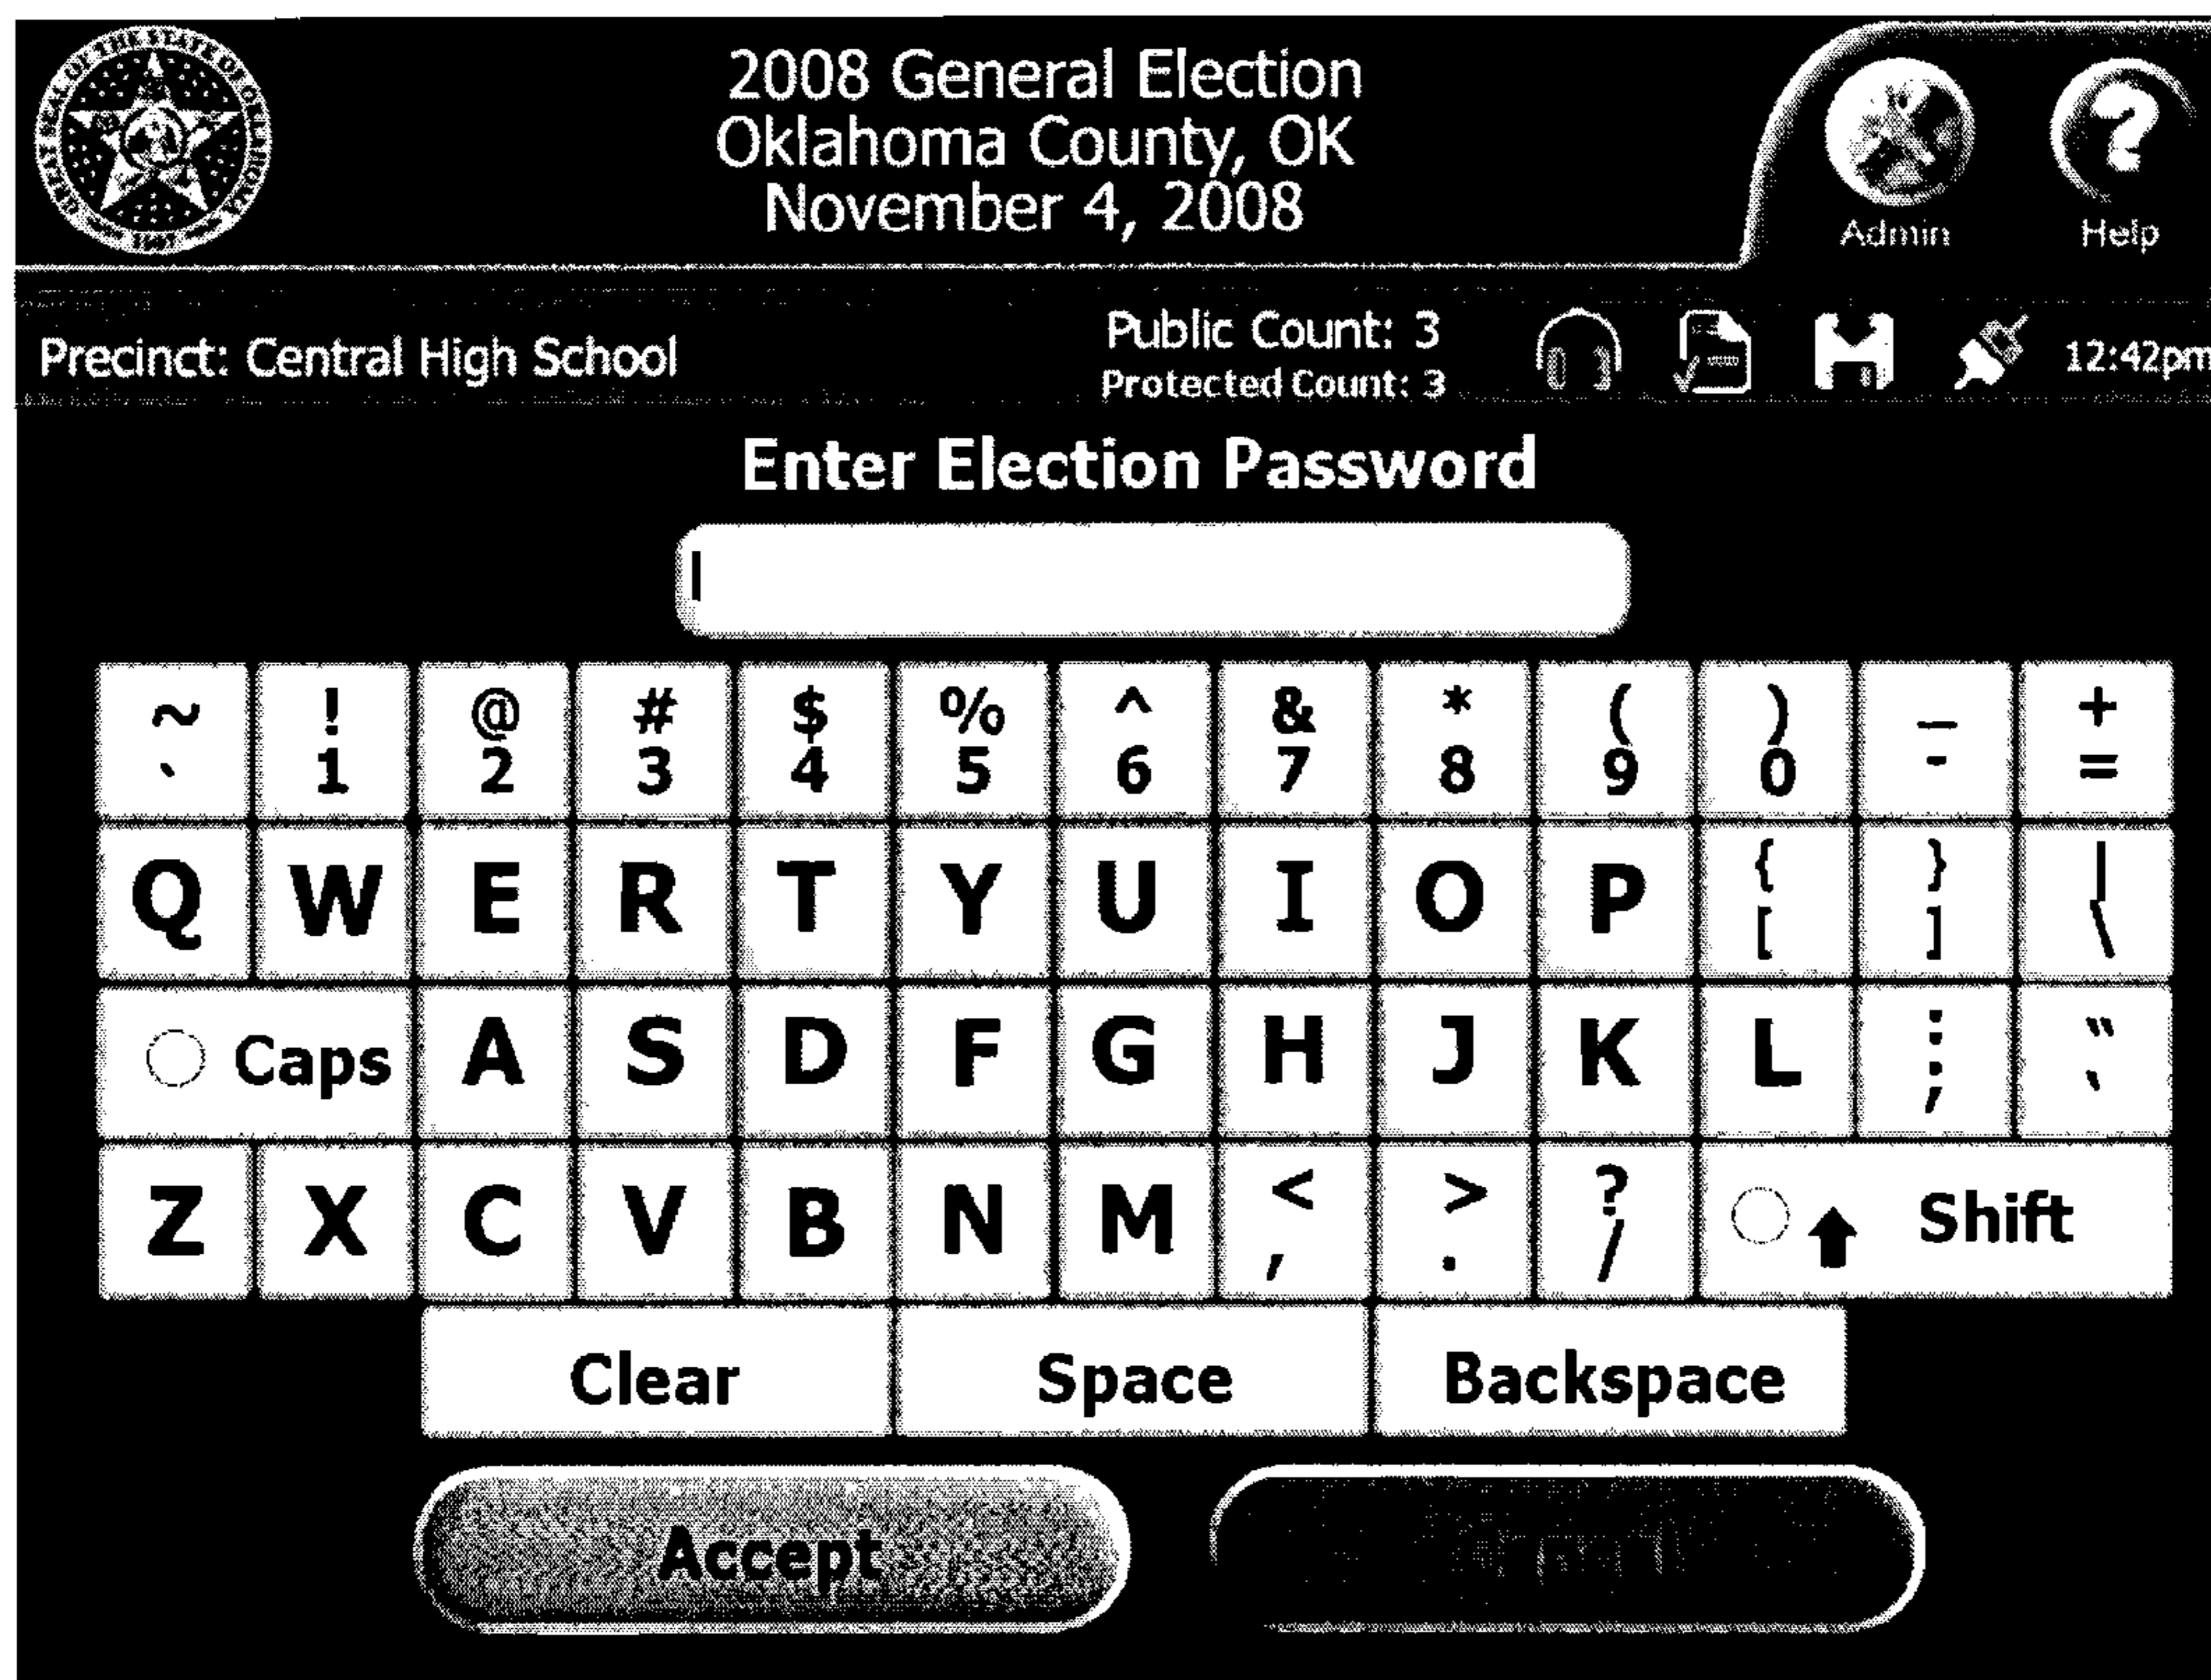 2008 General Election
Oklahoma County, OK
November 4, 2008
Admin
Help
Precinct: Central High School
Public Count: 3
Protected Count: 3
12:42pm
Enter Election Password
~ ! @ # $ % ^ & * ( ) _ +
` 1 2 3 4 5 6 7 8 9 0 - =
Q W E R T Y U I O P { } |
[ ] \
Caps A S D F G H J K L : "
; '
Z X C V B N M < > ? Shift
, . /
Clear Space Backspace
Accept